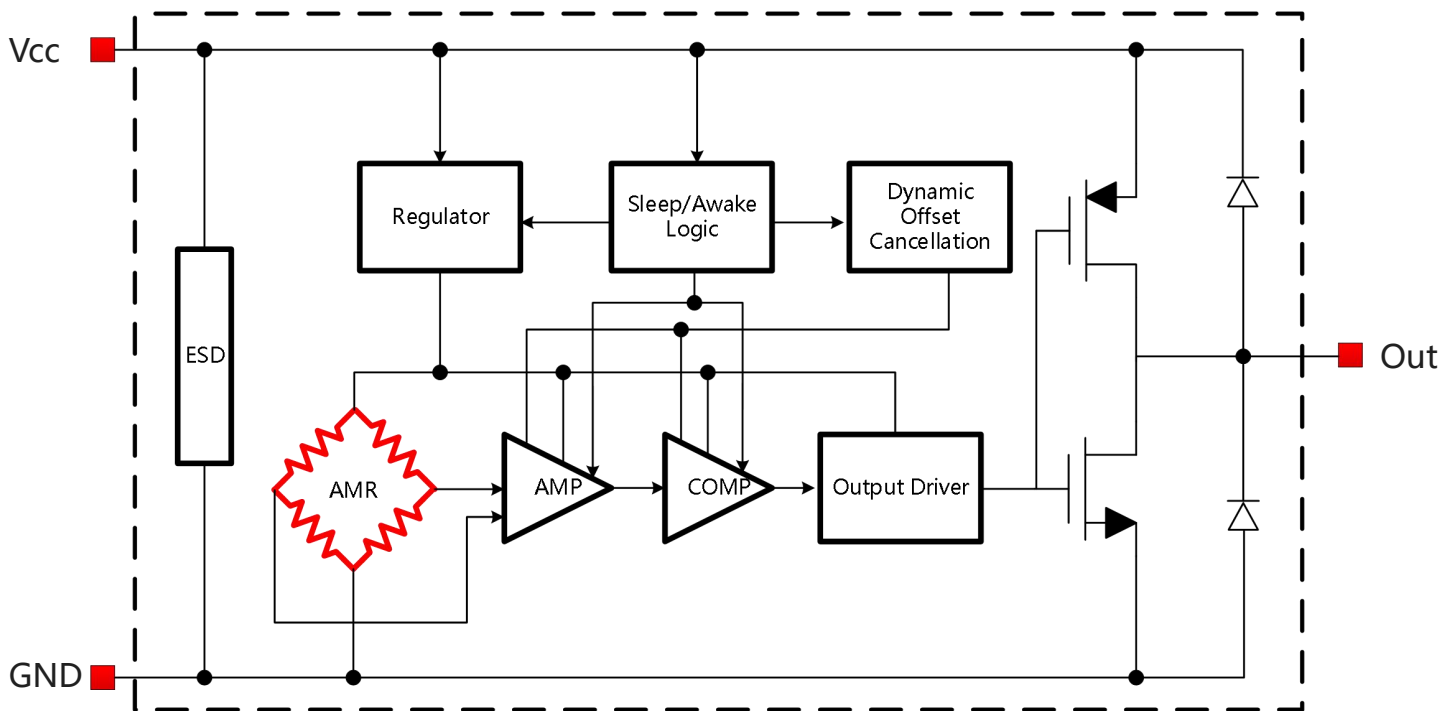 Vcc
Regulator
Sleep/Awake
Logic
Dynamic
Offset
Cancellation
ESD
Out
AMR
AMP
COMP
Output Driver
GND